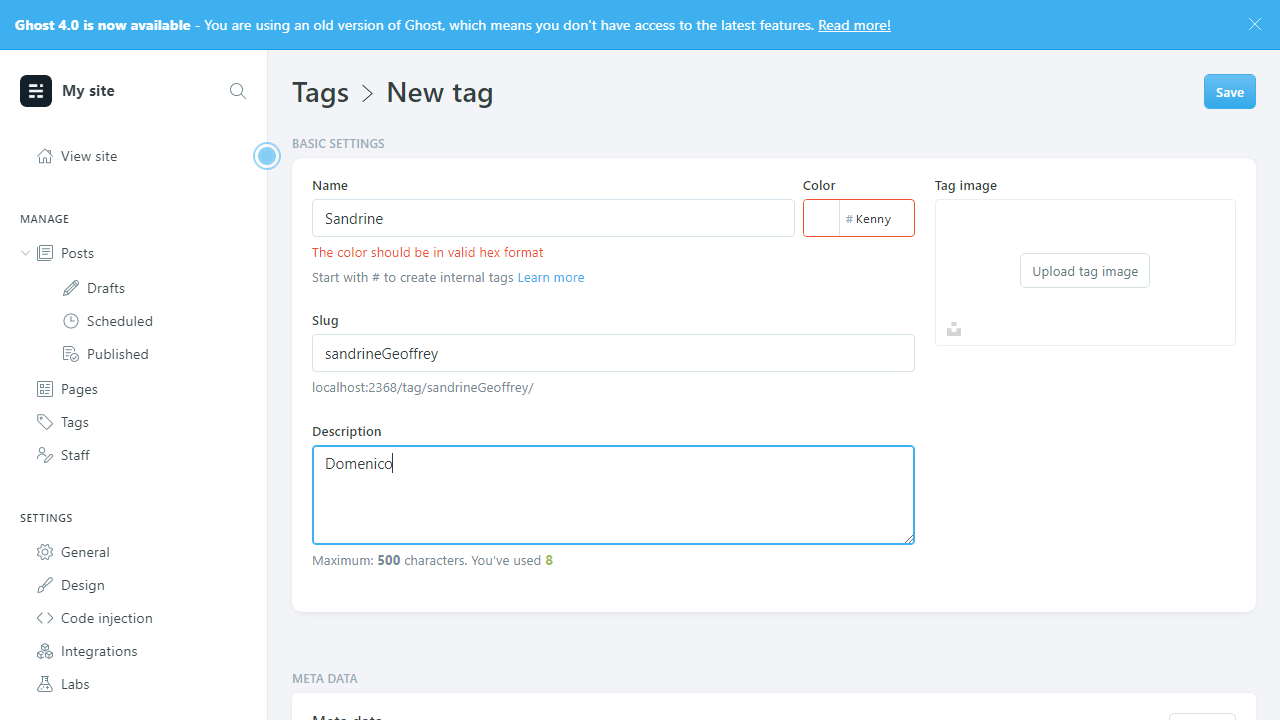 Ghost 4.0 is now available - You are using an old version of Ghost, which means you don't have access to the latest features. Read more!
My site
View site
MANAGE
Posts
Drafts
Scheduled
Published
Pages
Tags
Staff
SETTINGS
General
Design
Code injection
Integrations
Labs
Tags > New tag
Save
BASIC SETTINGS
Name
Sandrine
Color
# Kenny
The color should be in valid hex format
Start with # to create internal tags Learn more
Slug
sandrineGeoffrey
localhost:2368/tag/sandrineGeoffrey/
Description
Domenico
Maximum: 500 characters. You've used 8
Tag image
Upload tag image
META DATA
Meta data